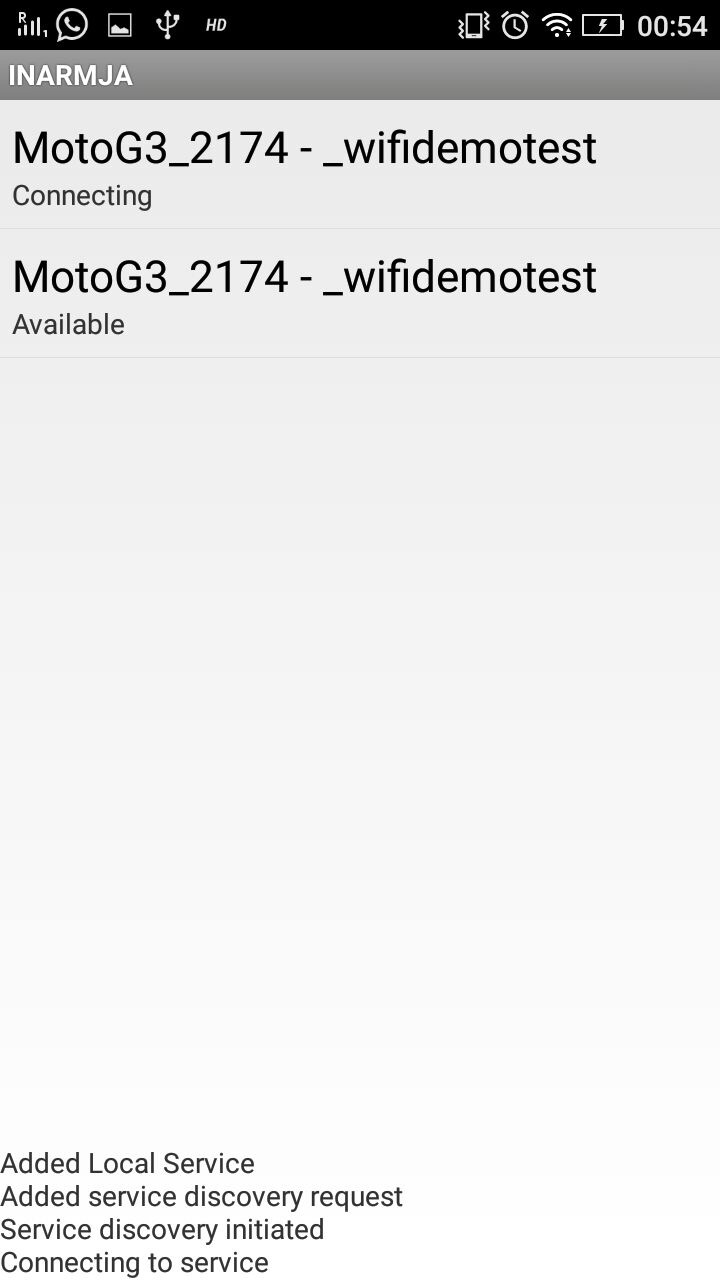 R
1
HD
00:54
INARMJA
MotoG3_2174 - _wifidemotest
Connecting
MotoG3_2174 - _wifidemotest
Available
Added Local Service
Added service discovery request
Service discovery initiated
Connecting to service